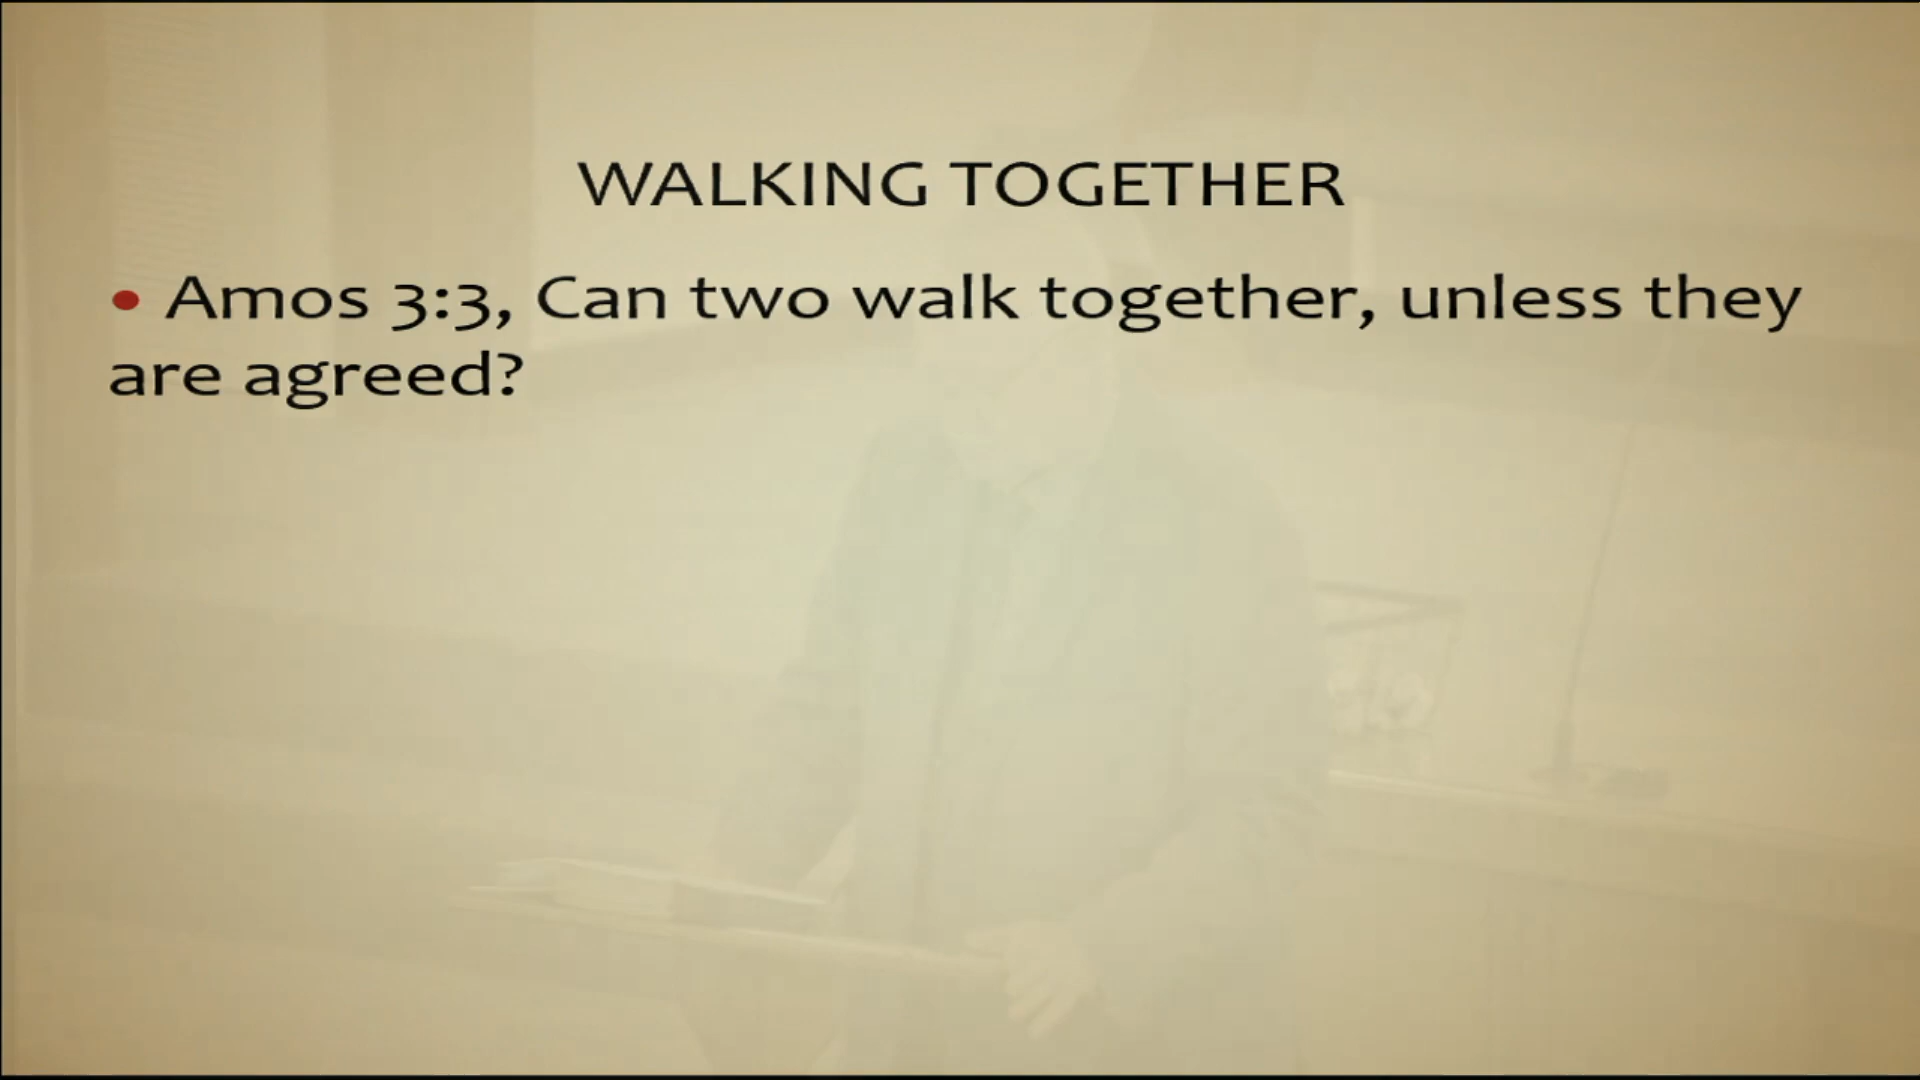 WALKING TOGETHER
• Amos 3:3, Can two walk together, unless they
are agreed?